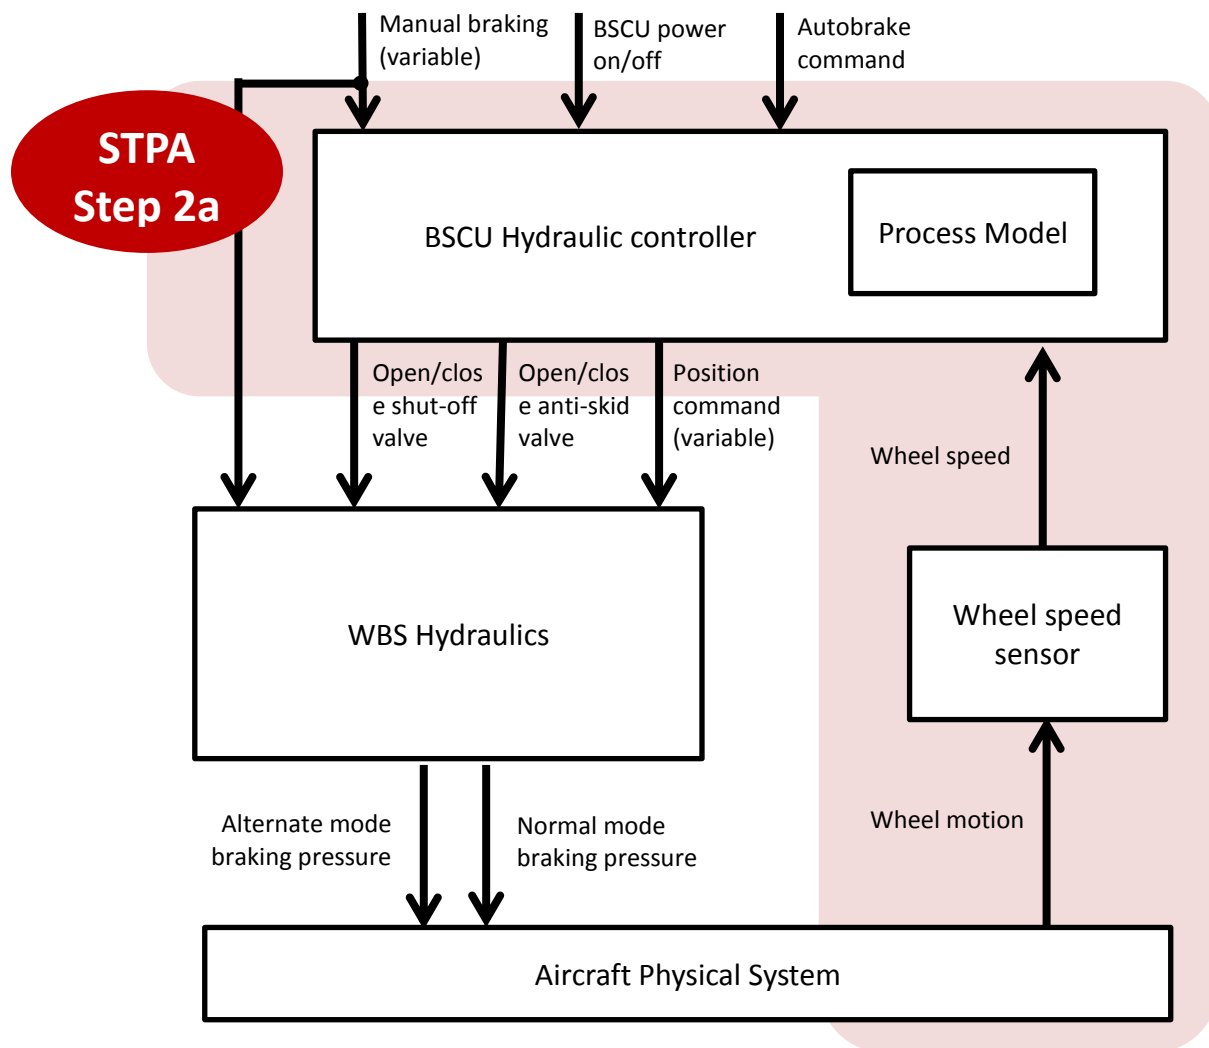 Manual braking
(variable)
BSCU power
on/off
Autobrake
command
STPA
Step 2a
BSCU Hydraulic controller
Process Model
Open/clos
e shut-off
valve
Open/clos
e anti-skid
valve
Position
command
(variable)
Wheel speed
WBS Hydraulics
Wheel speed
sensor
Alternate mode
braking pressure
Normal mode
braking pressure
Wheel motion
Aircraft Physical System